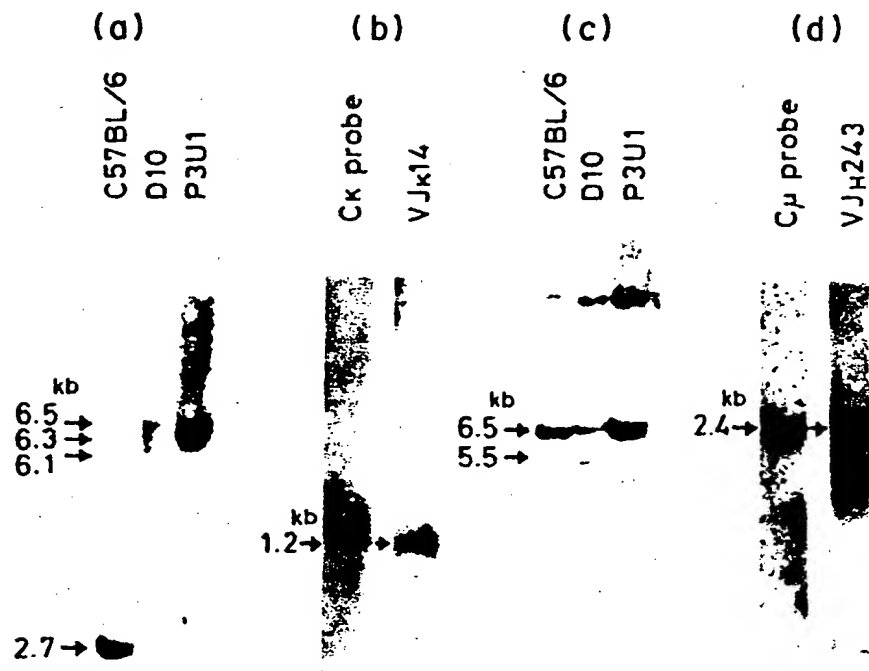 (a)
(b)
(c)
(d)
C57BL/6
D10
P3U1
Cκ probe
VJκ14
C57BL/6
D10
P3U1
Cμ probe
VJH243
kb
6.5
6.3
6.1
2.7
kb
1.2
kb
6.5
5.5
kb
2.4